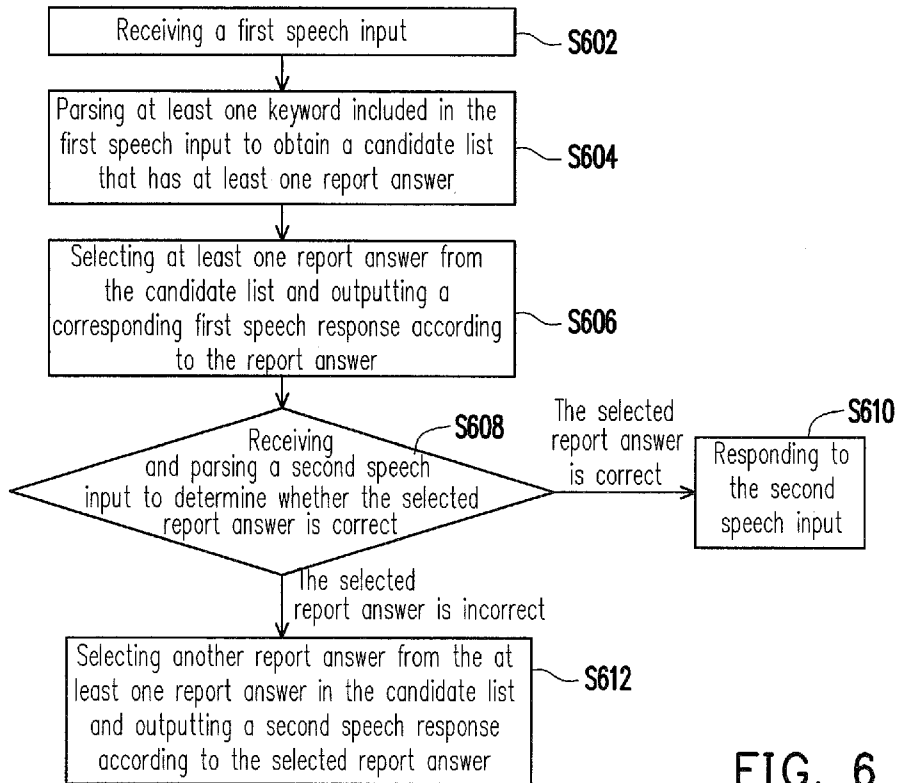 Receiving a first speech input
S602
Parsing at least one keyword included in the
first speech input to obtain a candidate list
that has at least one report answer
S604
Selecting at least one report answer from
the candidate list and outputting a
corresponding first speech response according
to the report answer
S606
Receiving
and parsing a second speech
input to determine whether the selected
report answer is correct
S608
The selected
report answer
is correct
S610
Responding to
the second
speech input
The selected
report answer is incorrect
Selecting another report answer from the at
least one report answer in the candidate list
and outputting a second speech response
according to the selected report answer
S612
FIG. 6